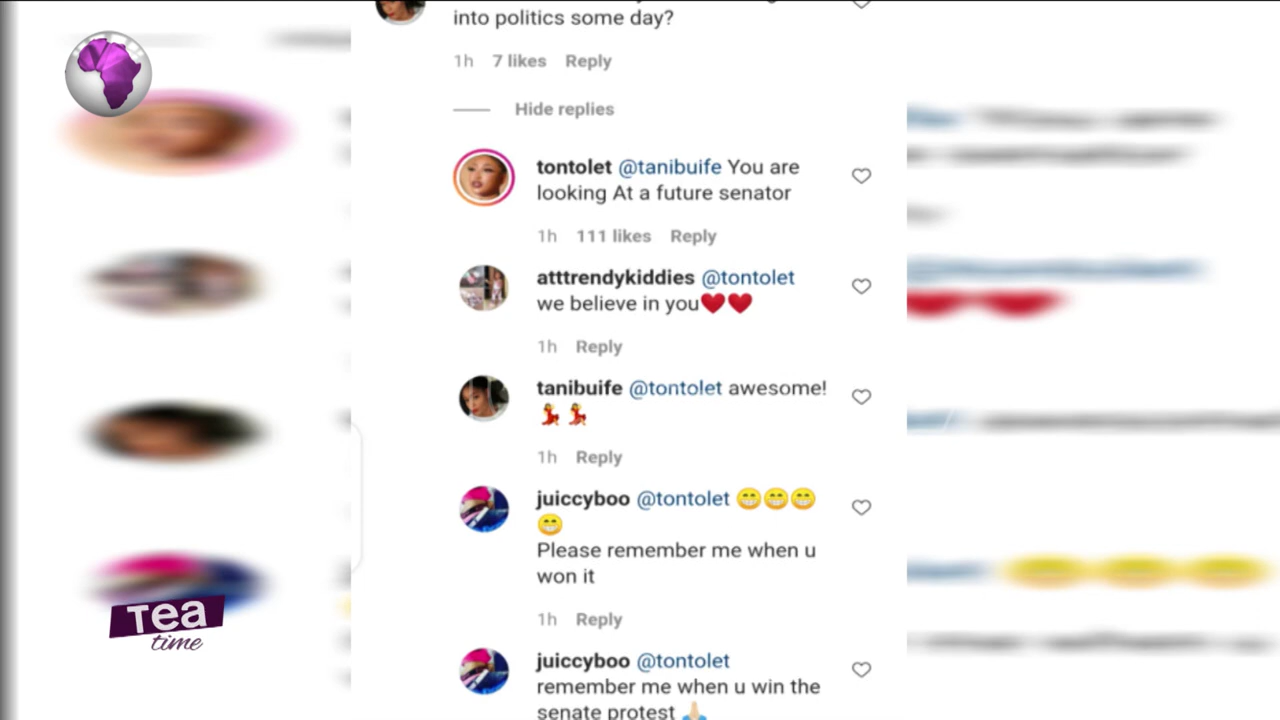 into politics some day?
1h 7 likes Reply
Hide replies
tontolet @tanibuife You are
looking At a future senator
1h 111 likes Reply
atttrendykiddies @tontolet
we believe in you❤️❤️
1h Reply
tanibuife @tontolet awesome!
💃💃
1h Reply
juiccyboo @tontolet 😁😁😁
😁
Please remember me when u
won it
1h Reply
juiccyboo @tontolet
remember me when u win the
senate protest 🙏🏻
Tea
time